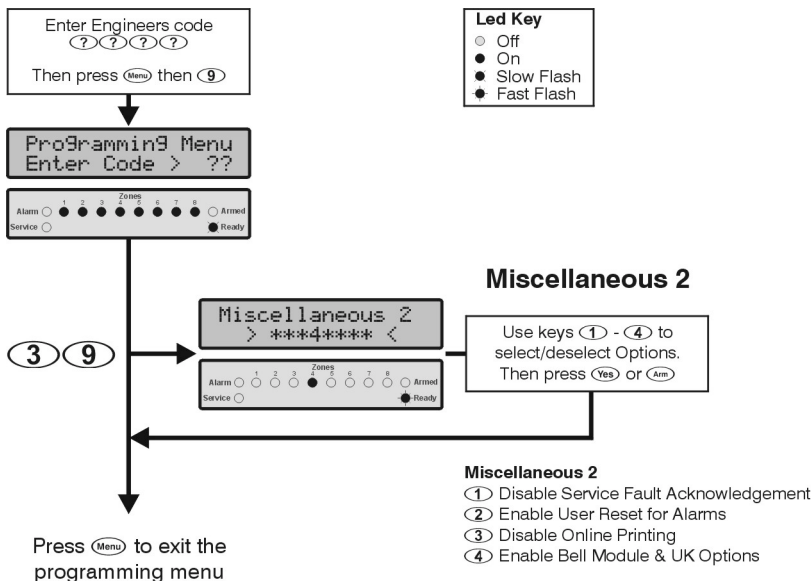 Enter Engineers code
? ? ? ?
Then press Menu then 9
Led Key
Off
On
Slow Flash
Fast Flash
Pro9rammin9 Menu
Enter Code > ??
Zones
1 2 3 4 5 6 7 8
Alarm Armed
Service Ready
Miscellaneous 2
3 9
Miscellaneous 2
> ***4**** <
Zones
1 2 3 4 5 6 7 8
Alarm Armed
Service Ready
Use keys 1 - 4 to
select/deselect Options.
Then press Yes or Arm
Miscellaneous 2
1 Disable Service Fault Acknowledgement
2 Enable User Reset for Alarms
3 Disable Online Printing
4 Enable Bell Module & UK Options
Press Menu to exit the
programming menu